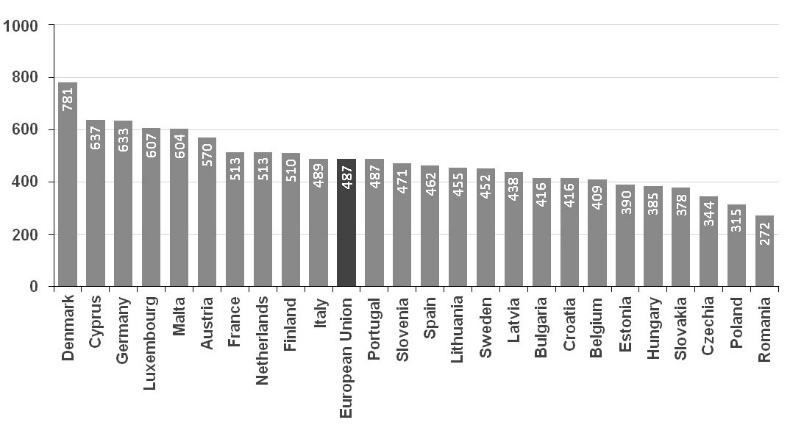 1000
800
600
400
200
0
781
637
633
607
604
570
513
513
510
489
487
487
471
462
455
452
438
416
416
409
390
385
378
344
315
272
Denmark
Cyprus
Germany
Luxembourg
Malta
Austria
France
Netherlands
Finland
Italy
European Union
Portugal
Slovenia
Spain
Lithuania
Sweden
Latvia
Bulgaria
Croatia
Belgium
Estonia
Hungary
Slovakia
Czechia
Poland
Romania